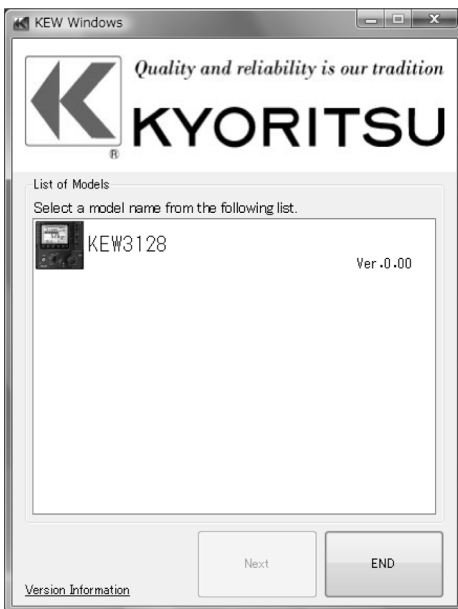 KEW Windows
Quality and reliability is our tradition
KYORITSU
®
List of Models
Select a model name from the following list.
KEW3128
Ver.0.00
Next
END
Version Information